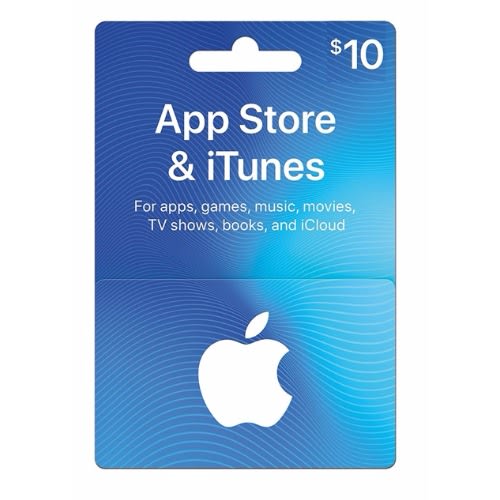 $10
App Store
& iTunes
For apps, games, music, movies,
TV shows, books, and iCloud